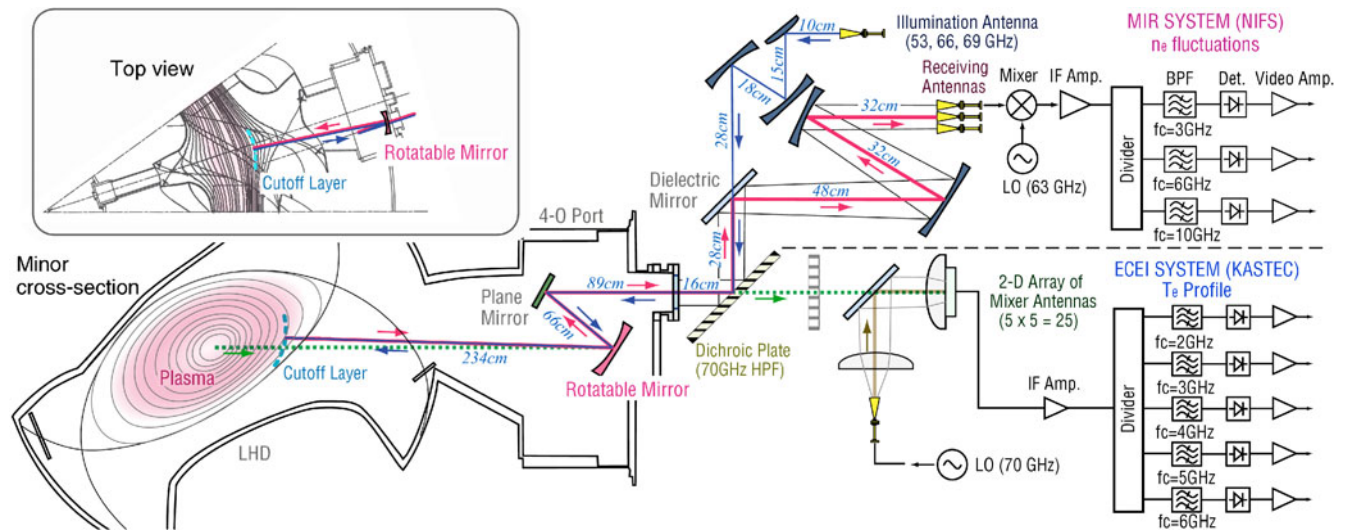 Top view
Rotatable Mirror
Cutoff Layer
10cm
15cm
18cm
28cm
Illumination Antenna
(53, 66, 69 GHz)
Receiving
Antennas
32cm
32cm
48cm
Dielectric
Mirror
28cm
Mixer
IF Amp.
LO (63 GHz)
MIR SYSTEM (NIFS)
ne fluctuations
BPF
Det.
Video Amp.
Divider
fc=3GHz
fc=6GHz
fc=10GHz
Minor
cross-section
4-O Port
Plane
Mirror
89cm
16cm
66cm
234cm
Plasma
Cutoff Layer
Rotatable Mirror
LHD
Dichroic Plate
(70GHz HPF)
2-D Array of
Mixer Antennas
(5 x 5 = 25)
IF Amp.
LO (70 GHz)
ECEI SYSTEM (KASTEC)
Te Profile
Divider
fc=2GHz
fc=3GHz
fc=4GHz
fc=5GHz
fc=6GHz